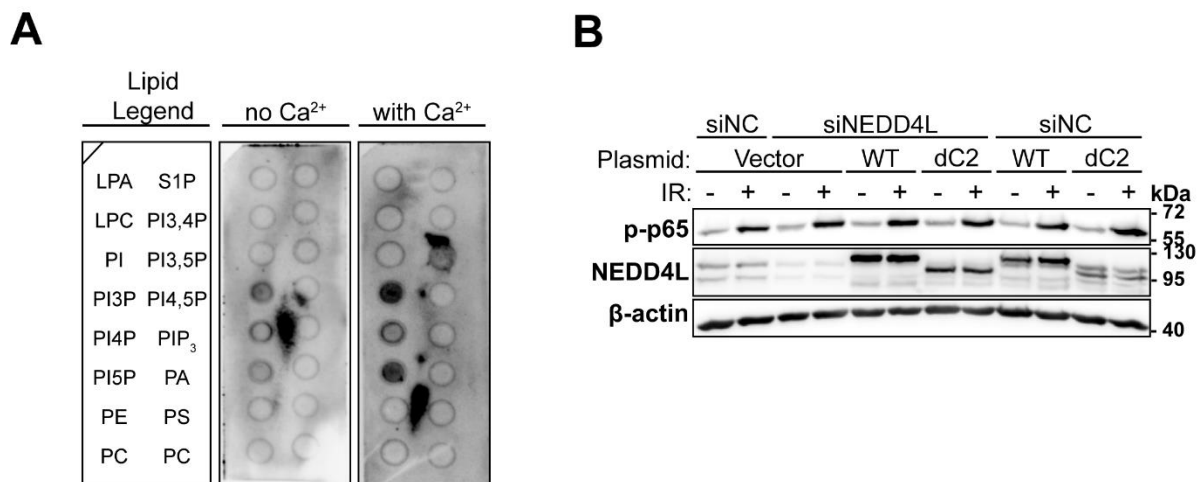 A
Lipid
Legend
no Ca²⁺
with Ca²⁺
LPA S1P
LPC PI3,4P
PI PI3,5P
PI3P PI4,5P
PI4P PIP₃
PI5P PA
PE PS
PC PC
B
siNC siNEDD4L siNC
Plasmid: Vector WT dC2 WT dC2
IR: - + - + - + - + - + - + kDa
p-p65
- 72
- 55
NEDD4L
- 130
- 95
β-actin
- 40